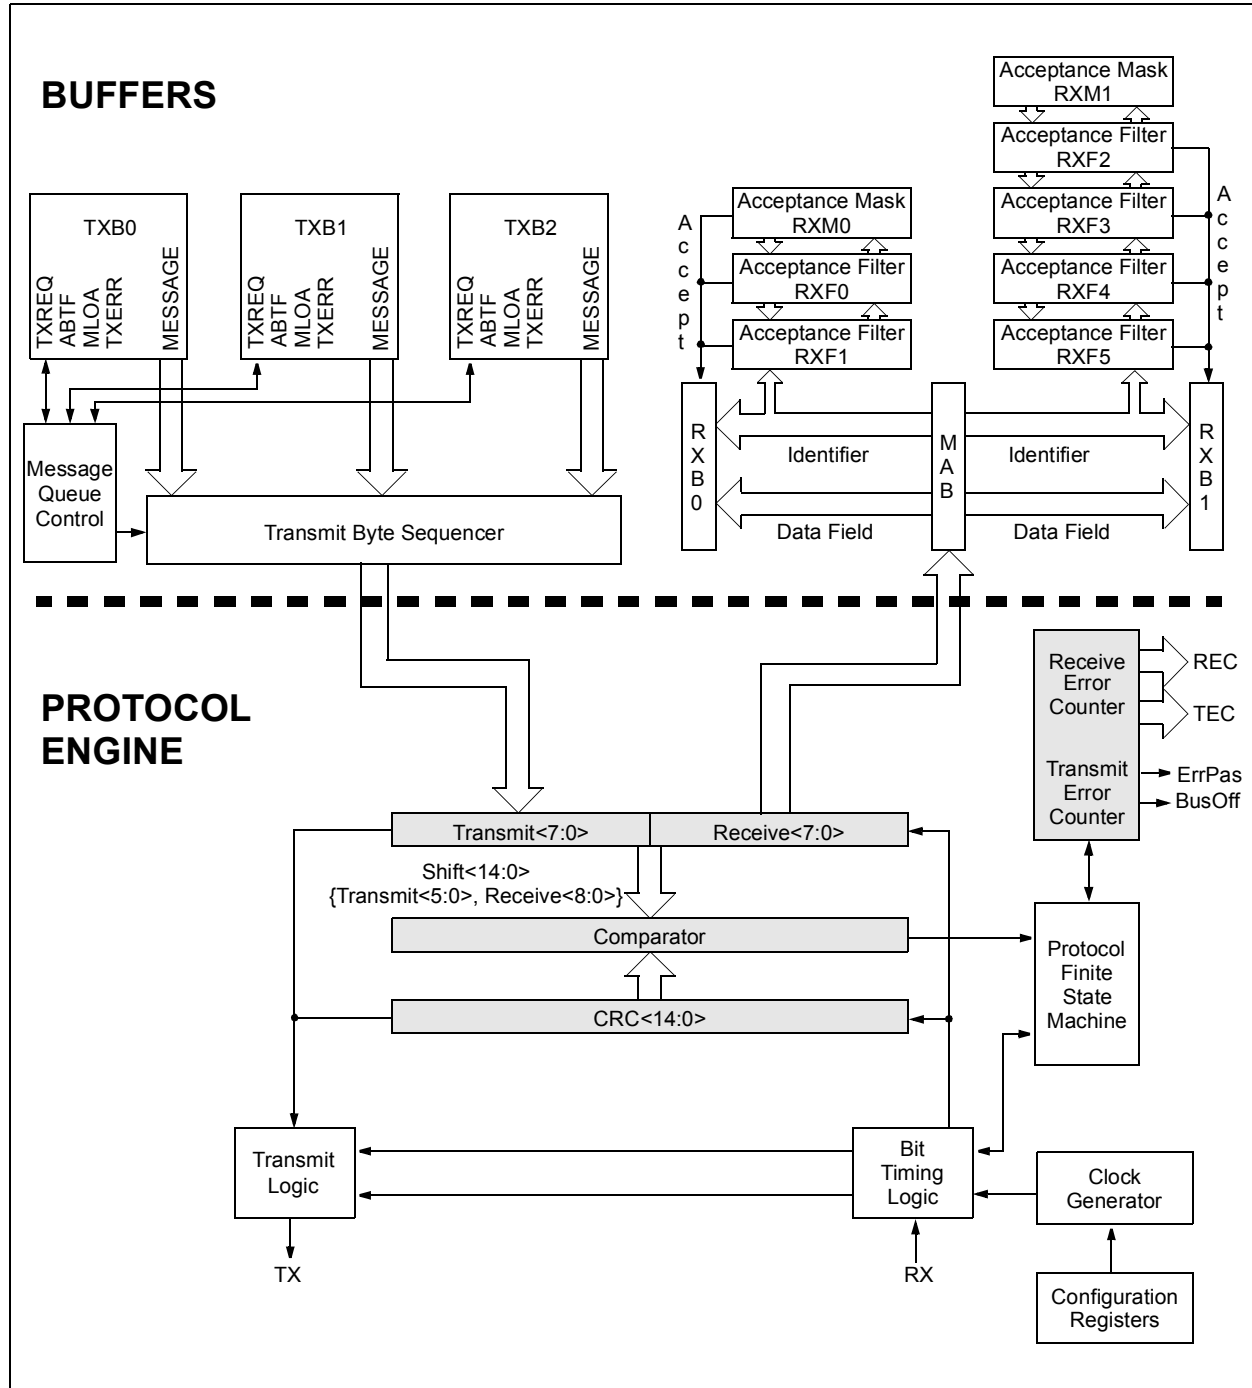 BUFFERS
Acceptance Mask
RXM1
Acceptance Filter
RXF2
Acceptance Filter
RXF3
Acceptance Filter
RXF4
Acceptance Filter
RXF5
Accept
Acceptance Mask
RXM0
Acceptance Filter
RXF0
Acceptance Filter
RXF1
Accept
TXB0
TXREQ
ABTF
MLOA
TXERR
MESSAGE
TXB1
TXREQ
ABTF
MLOA
TXERR
MESSAGE
TXB2
TXREQ
ABTF
MLOA
TXERR
MESSAGE
Message
Queue
Control
Transmit Byte Sequencer
RXB0
Identifier
Data Field
MAB
Identifier
Data Field
RXB1
PROTOCOL
ENGINE
Receive
Error
Counter
REC
TEC
Transmit
Error
Counter
ErrPas
BusOff
Transmit<7:0>
Receive<7:0>
Shift<14:0>
{Transmit<5:0>, Receive<8:0>}
Comparator
CRC<14:0>
Protocol
Finite
State
Machine
Transmit
Logic
Bit
Timing
Logic
Clock
Generator
TX
RX
Configuration
Registers